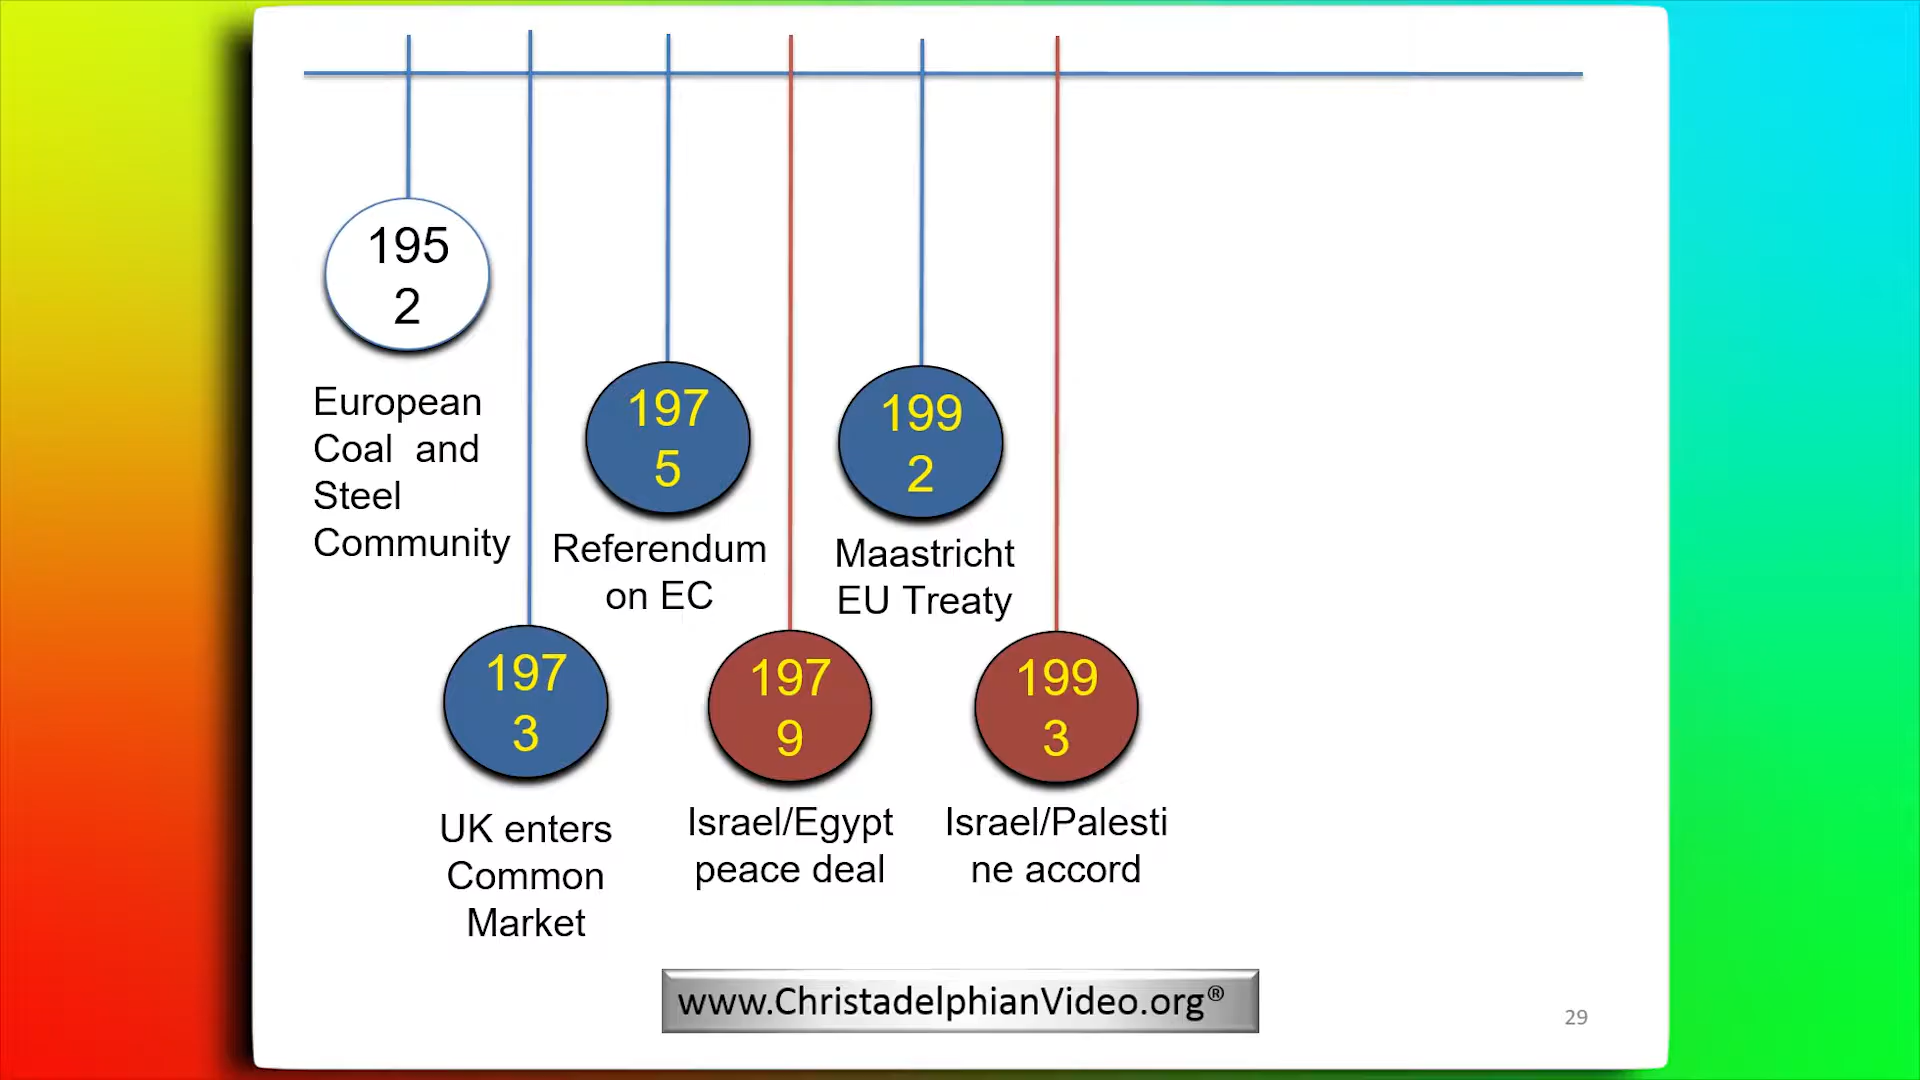 195
2
European
Coal  and
Steel
Community
197
3
UK enters
Common
Market
197
5
Referendum
on EC
197
9
Israel/Egypt
peace deal
199
2
Maastricht
EU Treaty
199
3
Israel/Palesti
ne accord
www.ChristadelphianVideo.org®
29